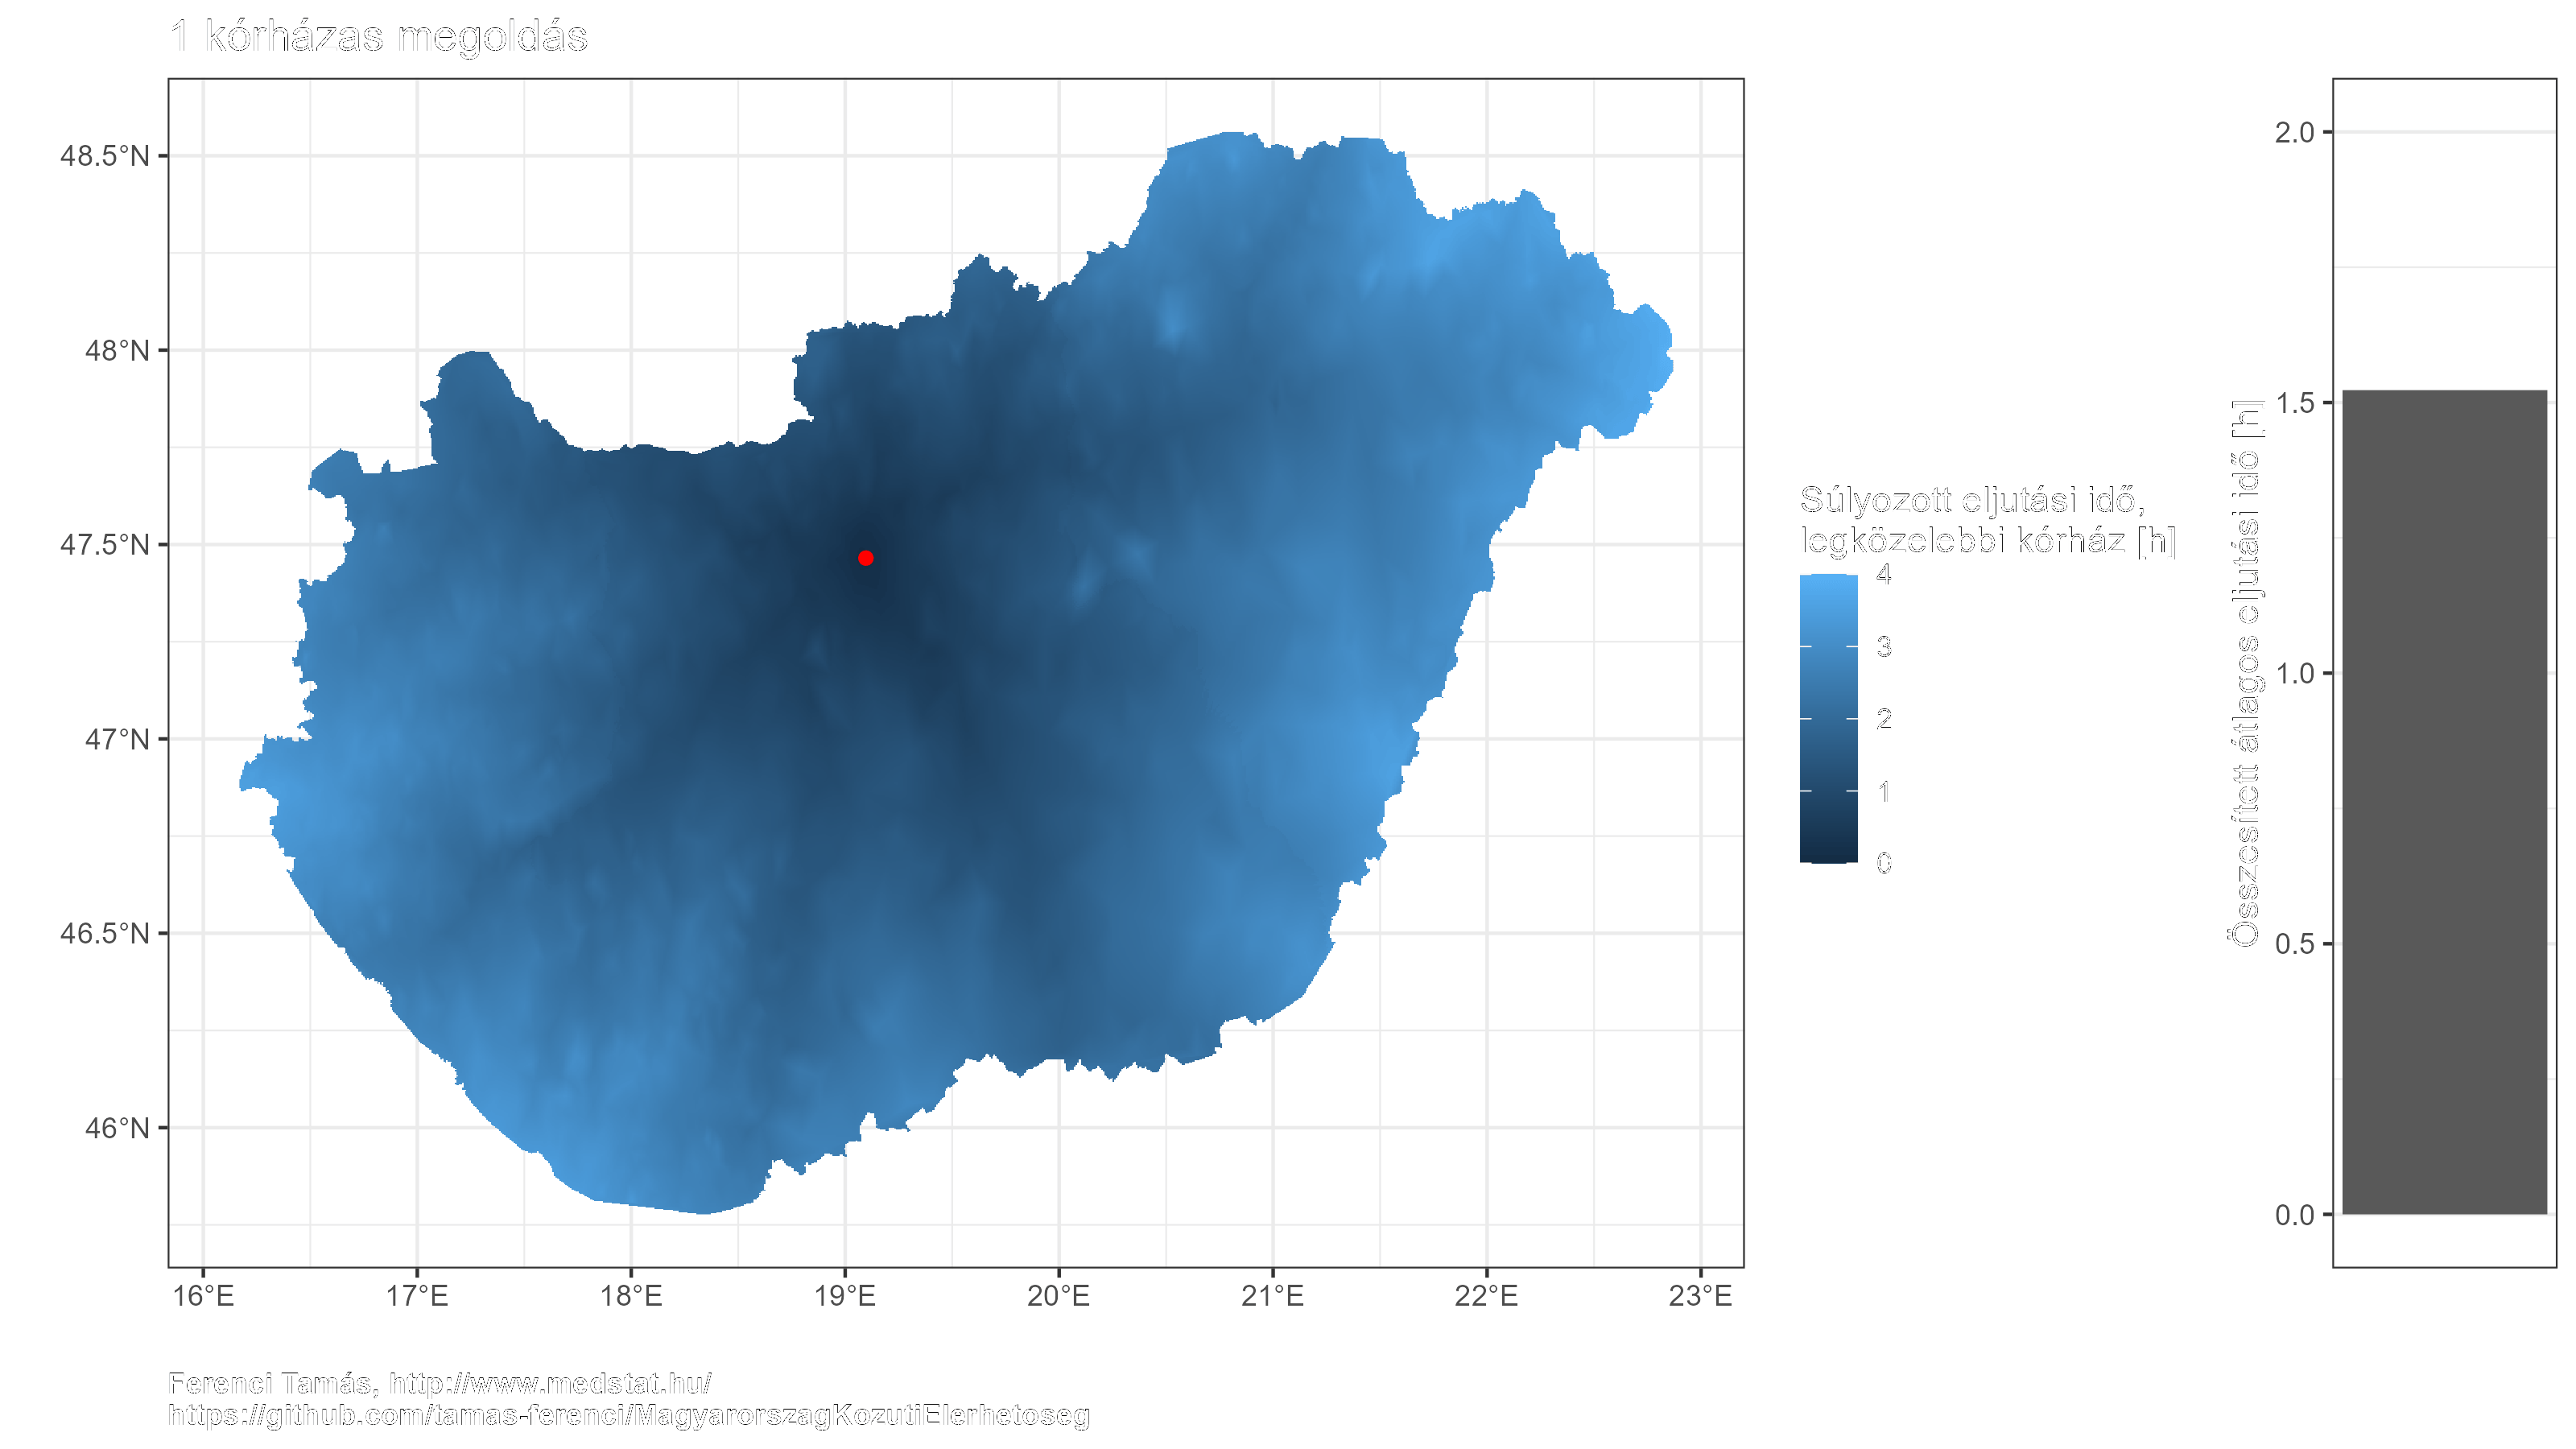 1 kórházas megoldás
48.5°N
48°N
47.5°N
47°N
46.5°N
46°N
16°E
17°E
18°E
19°E
20°E
21°E
22°E
23°E
Súlyozott eljutási idő,
legközelebbi kórház [h]
4
3
2
1
0
Összesített átlagos eljutási idő [h]
2.0
1.5
1.0
0.5
0.0
Ferenci Tamás, http://www.medstat.hu/
https://github.com/tamas-ferenci/MagyarorszagKozutiElerhetoseg